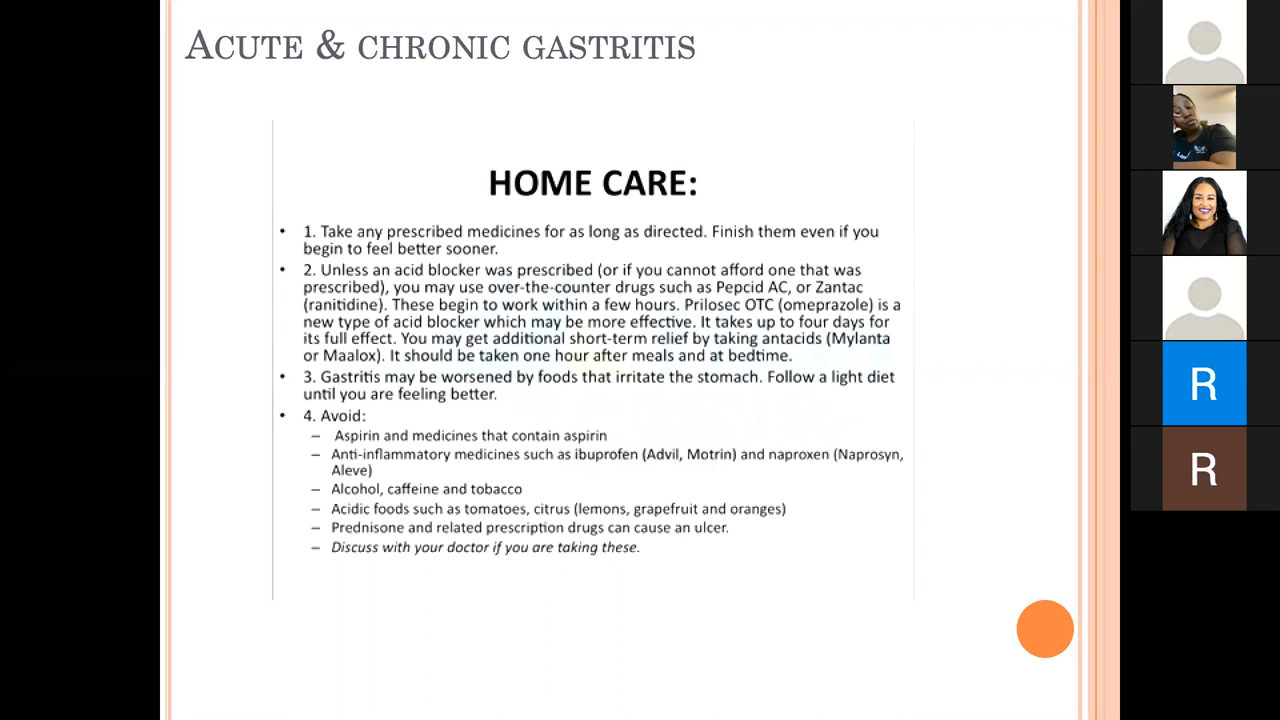 ACUTE & CHRONIC GASTRITIS
HOME CARE:
• 1. Take any prescribed medicines for as long as directed. Finish them even if you
begin to feel better sooner.
• 2. Unless an acid blocker was prescribed (or if you cannot afford one that was
prescribed), you may use over-the-counter drugs such as Pepcid AC, or Zantac
(ranitidine). These begin to work within a few hours. Prilosec OTC (omeprazole) is a
new type of acid blocker which may be more effective. It takes up to four days for
its full effect. You may get additional short-term relief by taking antacids (Mylanta
or Maalox). It should be taken one hour after meals and at bedtime.
• 3. Gastritis may be worsened by foods that irritate the stomach. Follow a light diet
until you are feeling better.
• 4. Avoid:
– Aspirin and medicines that contain aspirin
– Anti-inflammatory medicines such as ibuprofen (Advil, Motrin) and naproxen (Naprosyn,
Aleve)
– Alcohol, caffeine and tobacco
– Acidic foods such as tomatoes, citrus (lemons, grapefruit and oranges)
– Prednisone and related prescription drugs can cause an ulcer.
– Discuss with your doctor if you are taking these.
R
R